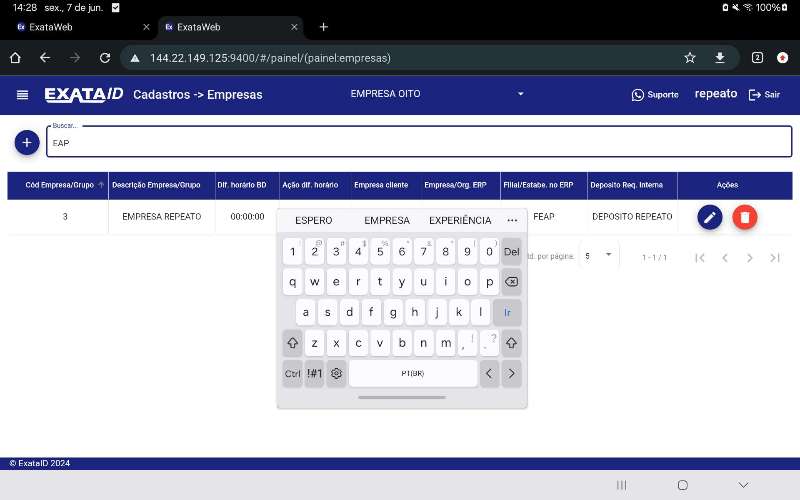 14:28 sex., 7 de jun. 100%
ExataWeb ExataWeb
144.22.149.125:9400/#/painel/(painel:empresas) 2
EXATAID Cadastros -> Empresas EMPRESA OITO Suporte repeato Sair
Buscar...
EAP
Cód Empresa/Grupo Descrição Empresa/Grupo Dif. horário BD Ação dif. horário Empresa cliente Empresa/Org. ERP Filial/Estabe. no ERP Deposito Req. Interna Ações
3 EMPRESA REPEATO 00:00:00 FEAP DEPOSITO REPEATO
td. por página: 5 1 - 1 / 1
ESPERO EMPRESA EXPERIÊNCIA ...
1 2 3 4 5 6 7 8 9 0 Del
q w e r t y u i o p
a s d f g h j k l Ir
z x c v b n m , ! . ?
Ctrl !#1 PT(BR) < >
© ExataID 2024